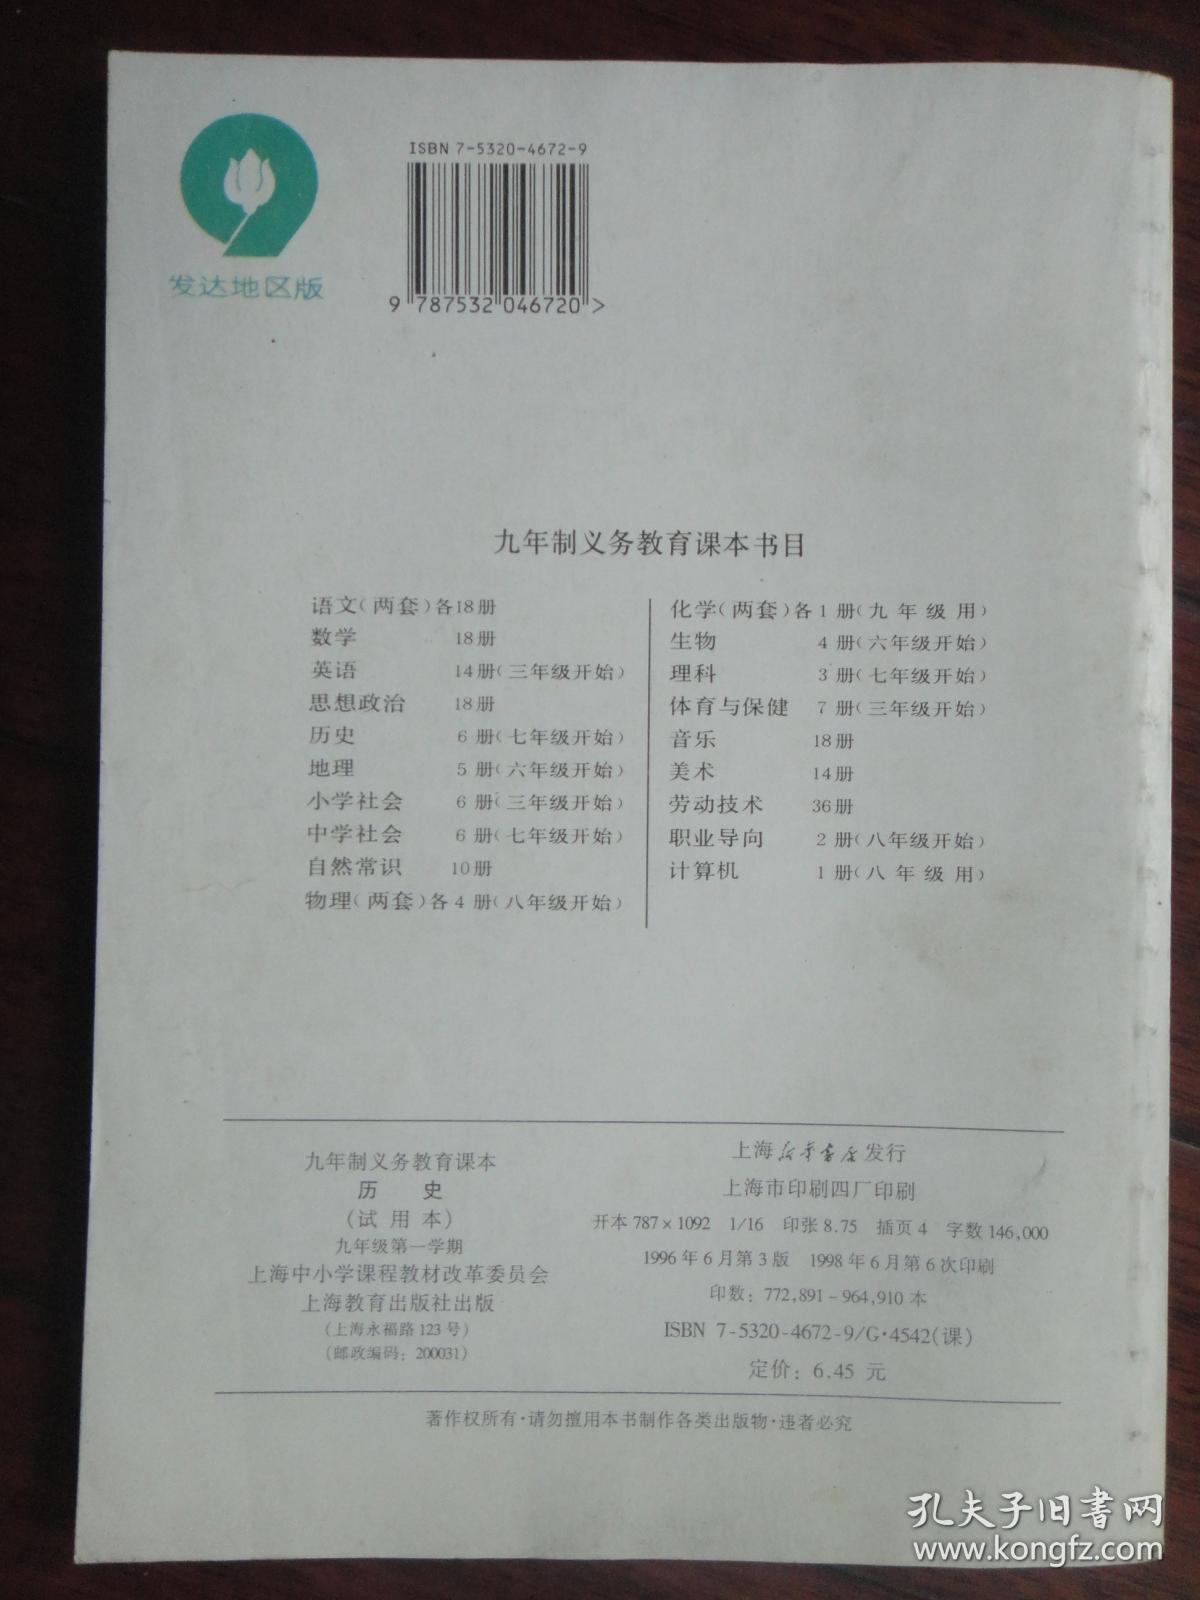 发达地区版
ISBN 7-5320-4672-9
9 787532 046720 >
九年制义务教育课本书目
语文(两套)各18册
数学 18册
英语 14册(三年级开始)
思想政治 18册
历史 6册(七年级开始)
地理 5册(六年级开始)
小学社会 6册(三年级开始)
中学社会 6册(七年级开始)
自然常识 10册
物理(两套)各4册(八年级开始)
化学(两套)各1册(九年级用)
生物 4册(六年级开始)
理科 3册(七年级开始)
体育与保健 7册(三年级开始)
音乐 18册
美术 14册
劳动技术 36册
职业导向 2册(八年级开始)
计算机 1册(八年级用)
九年制义务教育课本
历 史
(试用本)
九年级第一学期
上海中小学课程教材改革委员会
上海教育出版社出版
(上海永福路123号)
(邮政编码: 200031)
上海新华书店发行
上海市印刷四厂印刷
开本787×1092 1/16 印张8.75 插页4 字数146,000
1996年6月第3版 1998年6月第6次印刷
印数: 772,891-964,910本
ISBN 7-5320-4672-9/G·4542(课)
定价: 6.45 元
著作权所有·请勿擅用本书制作各类出版物·违者必究
孔夫子旧书网
www.kongfz.com